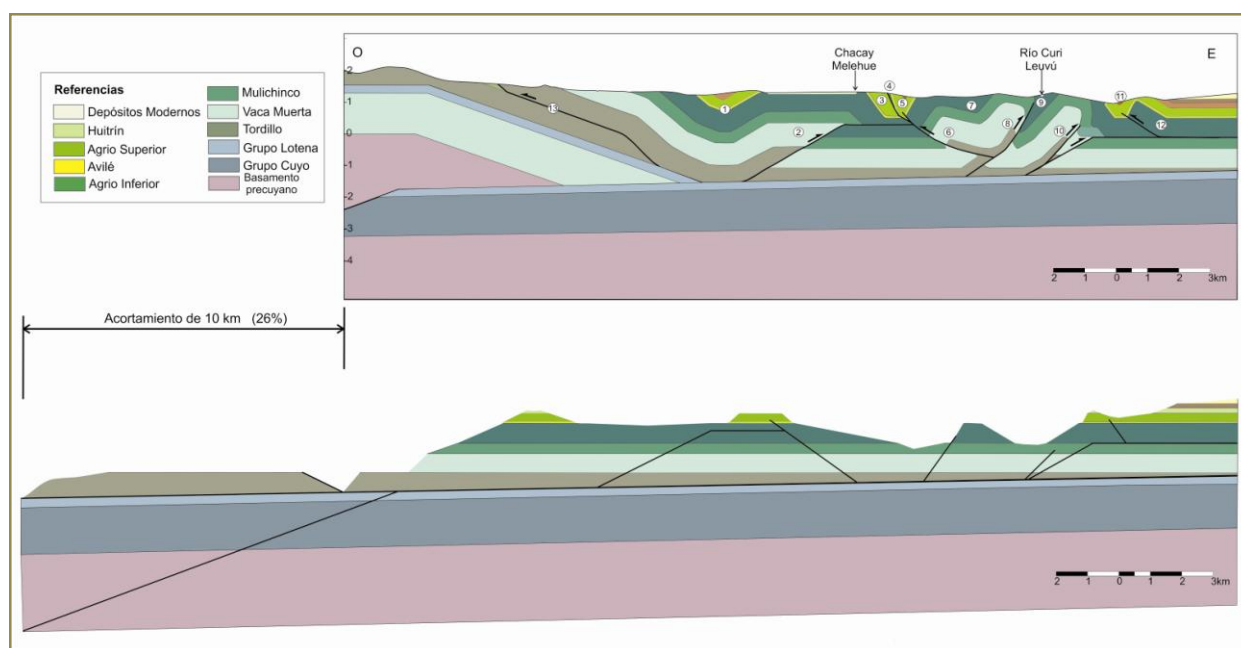 Referencias
Depósitos Modernos
Huitrín
Agrio Superior
Avilé
Agrio Inferior
Mulichinco
Vaca Muerta
Tordillo
Grupo Lotena
Grupo Cuyo
Basamento
precuyano
O
Chacay
Melehue
Rio Curi
Leuvú
E
2
1
0
-1
-2
-3
-4
13
1
2
3
4
5
6
7
8
9
10
11
12
2 1 0 1 2 3km
Acortamiento de 10 km (26%)
2 1 0 1 2 3km